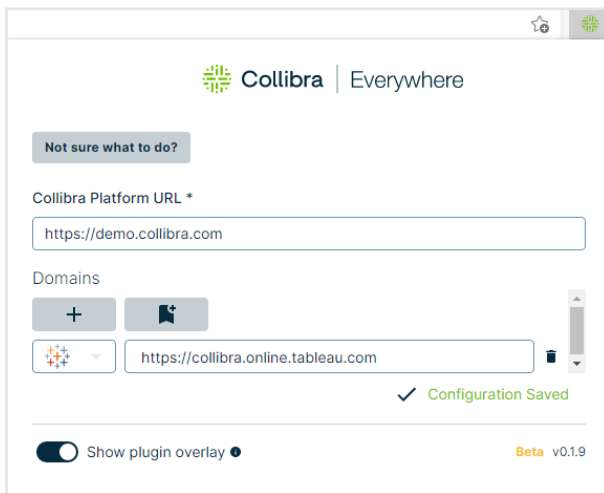 Collibra | Everywhere
Not sure what to do?
Collibra Platform URL *
https://demo.collibra.com
Domains
+
https://collibra.online.tableau.com
Configuration Saved
Show plugin overlay
Beta v0.1.9